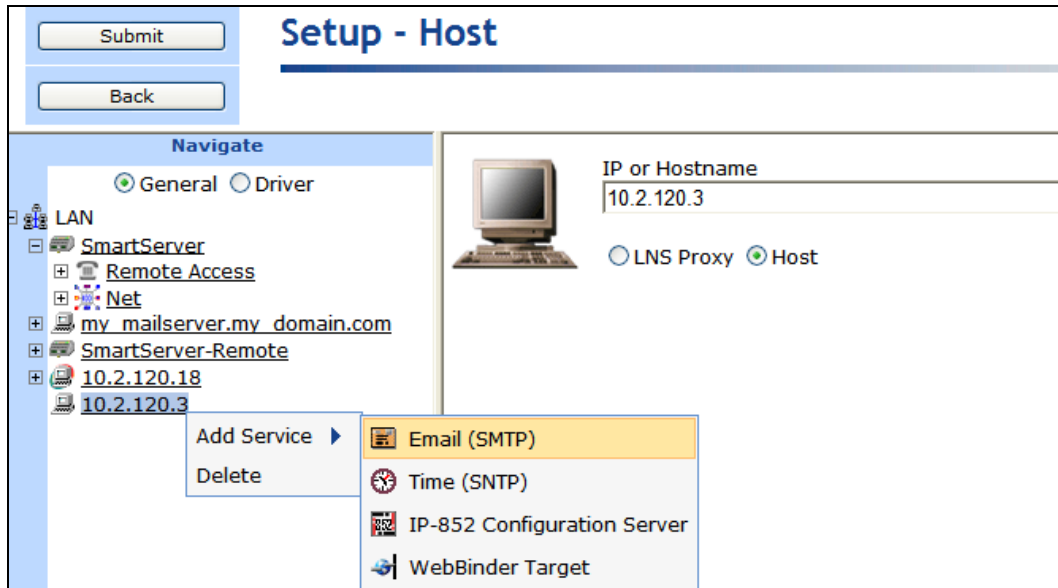 Submit
Setup - Host
Back
Navigate
General Driver
LAN
SmartServer
Remote Access
Net
my_mailserver.my_domain.com
SmartServer-Remote
10.2.120.18
10.2.120.3
IP or Hostname
10.2.120.3
LNS Proxy Host
Add Service
Delete
Email (SMTP)
Time (SNTP)
IP-852 Configuration Server
WebBinder Target